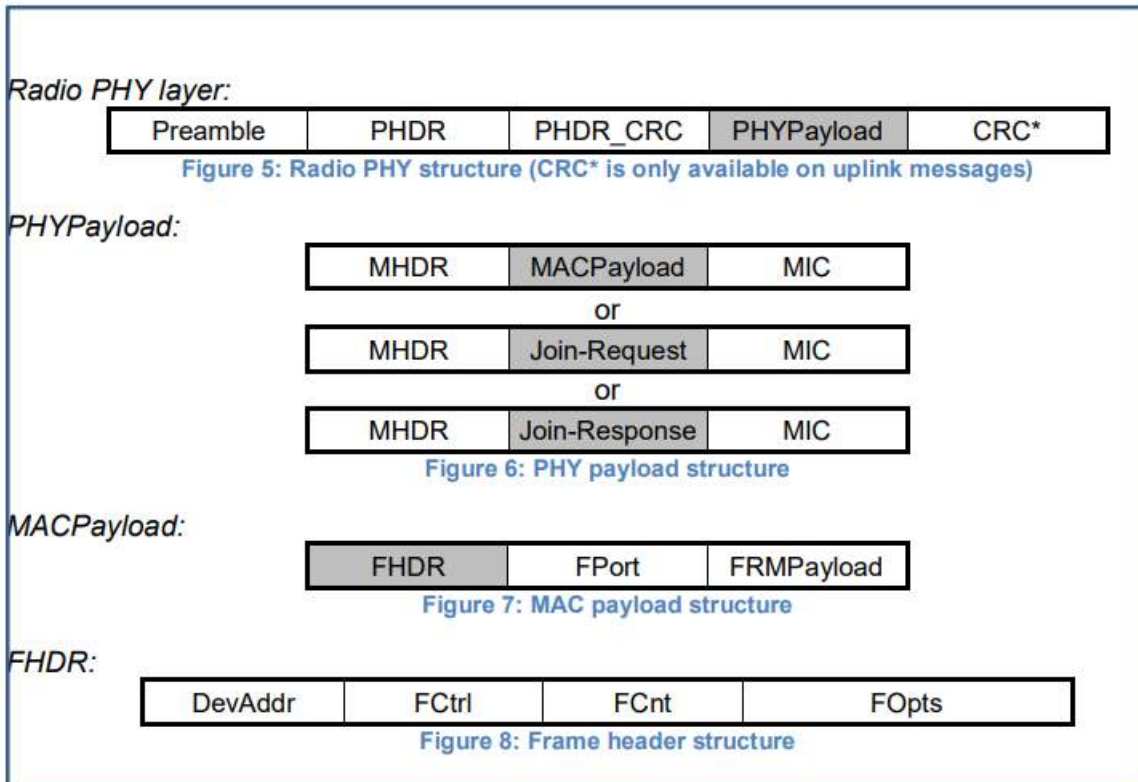 Radio PHY layer:
Preamble PHDR PHDR_CRC PHYPayload CRC*
Figure 5: Radio PHY structure (CRC* is only available on uplink messages)
PHYPayload:
MHDR MACPayload MIC
or
MHDR Join-Request MIC
or
MHDR Join-Response MIC
Figure 6: PHY payload structure
MACPayload:
FHDR FPort FRMPayload
Figure 7: MAC payload structure
FHDR:
DevAddr FCtrl FCnt FOpts
Figure 8: Frame header structure